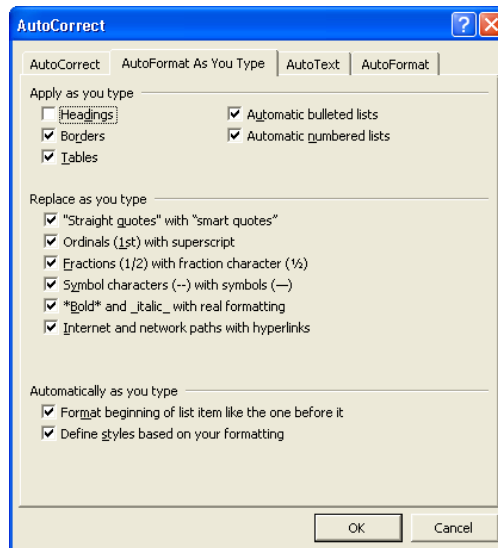 AutoCorrect
AutoCorrect AutoFormat As You Type AutoText AutoFormat
Apply as you type
Headings Automatic bulleted lists
Borders Automatic numbered lists
Tables
Replace as you type
"Straight quotes" with “smart quotes”
Ordinals (1st) with superscript
Fractions (1/2) with fraction character (½)
Symbol characters (--) with symbols (—)
*Bold* and _italic_ with real formatting
Internet and network paths with hyperlinks
Automatically as you type
Format beginning of list item like the one before it
Define styles based on your formatting
OK Cancel